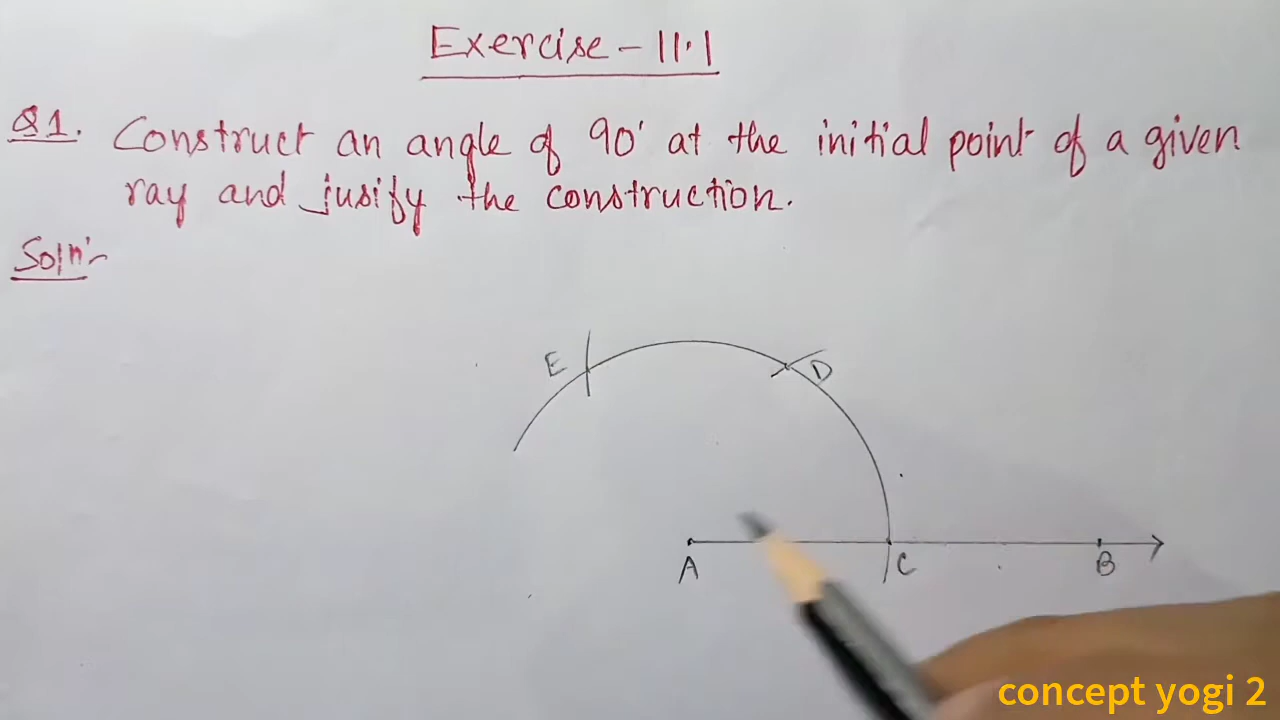 Exercise - 11.1
Q1. Construct an angle of 90° at the initial point of a given
ray and jusify the construction.
Soln:-
E
D
A
C
B
concept yogi 2